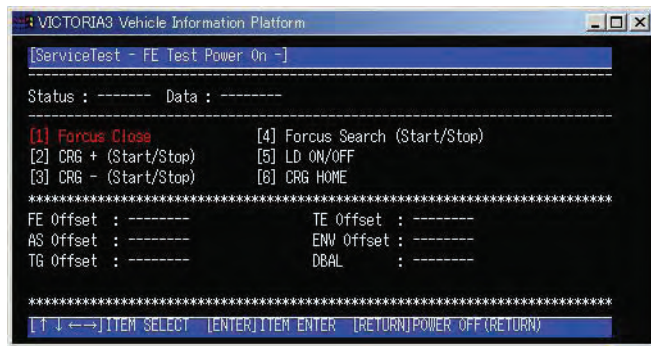 VICTORIA3 Vehicle Information Platform
[ServiceTest - FE Test Power On -]
--------------------------------------------------------------------------------
Status : -------  Data : --------
--------------------------------------------------------------------------------
[1] Forcus Close  [4] Forcus Search (Start/Stop)
[2] CRG + (Start/Stop)  [5] LD ON/OFF
[3] CRG - (Start/Stop)  [6] CRG HOME
********************************************************************************
FE Offset : --------  TE Offset : --------
AS Offset : --------  ENV Offset : --------
TG Offset : --------  DBAL : --------
********************************************************************************
[↑↓←→]ITEM SELECT [ENTER]ITEM ENTER [RETURN]POWER OFF(RETURN)